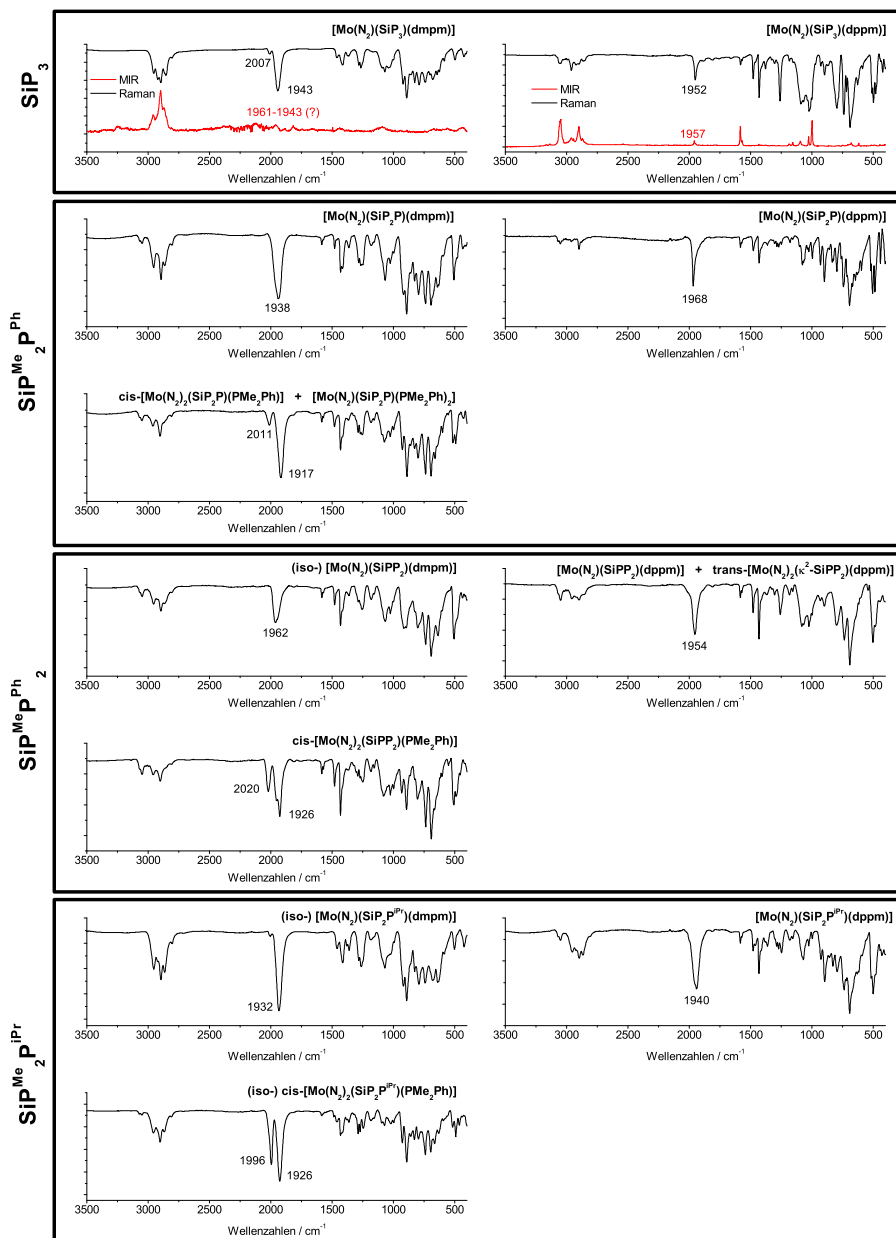 SiP3
[Mo(N2)(SiP3)(dmpm)]
2007
1943
MIR
Raman
1961-1943 (?)
3500 3000 2500 2000 1500 1000 500
Wellenzahlen / cm-1
[Mo(N2)(SiP3)(dppm)]
1952
MIR
Raman
1957
3500 3000 2500 2000 1500 1000 500
Wellenzahlen / cm-1
SiPMe2PPh
[Mo(N2)(SiP2P)(dmpm)]
1938
3500 3000 2500 2000 1500 1000 500
Wellenzahlen / cm-1
[Mo(N2)(SiP2P)(dppm)]
1968
3500 3000 2500 2000 1500 1000 500
Wellenzahlen / cm-1
cis-[Mo(N2)2(SiP2P)(PMe2Ph)] + [Mo(N2)(SiP2P)(PMe2Ph)2]
2011
1917
3500 3000 2500 2000 1500 1000 500
Wellenzahlen / cm-1
SiPMePPh2
(iso-) [Mo(N2)(SiPP2)(dmpm)]
1962
3500 3000 2500 2000 1500 1000 500
Wellenzahlen / cm-1
[Mo(N2)(SiPP2)(dppm)] + trans-[Mo(N2)2(κ2-SiPP2)(dppm)]
1954
3500 3000 2500 2000 1500 1000 500
Wellenzahlen / cm-1
cis-[Mo(N2)2(SiPP2)(PMe2Ph)]
2020
1926
3500 3000 2500 2000 1500 1000 500
Wellenzahlen / cm-1
SiPMe2PiPr
(iso-) [Mo(N2)(SiP2PiPr)(dmpm)]
1932
3500 3000 2500 2000 1500 1000 500
Wellenzahlen / cm-1
[Mo(N2)(SiP2PiPr)(dppm)]
1940
3500 3000 2500 2000 1500 1000 500
Wellenzahlen / cm-1
(iso-) cis-[Mo(N2)2(SiP2PiPr)(PMe2Ph)]
1996
1926
3500 3000 2500 2000 1500 1000 500
Wellenzahlen / cm-1